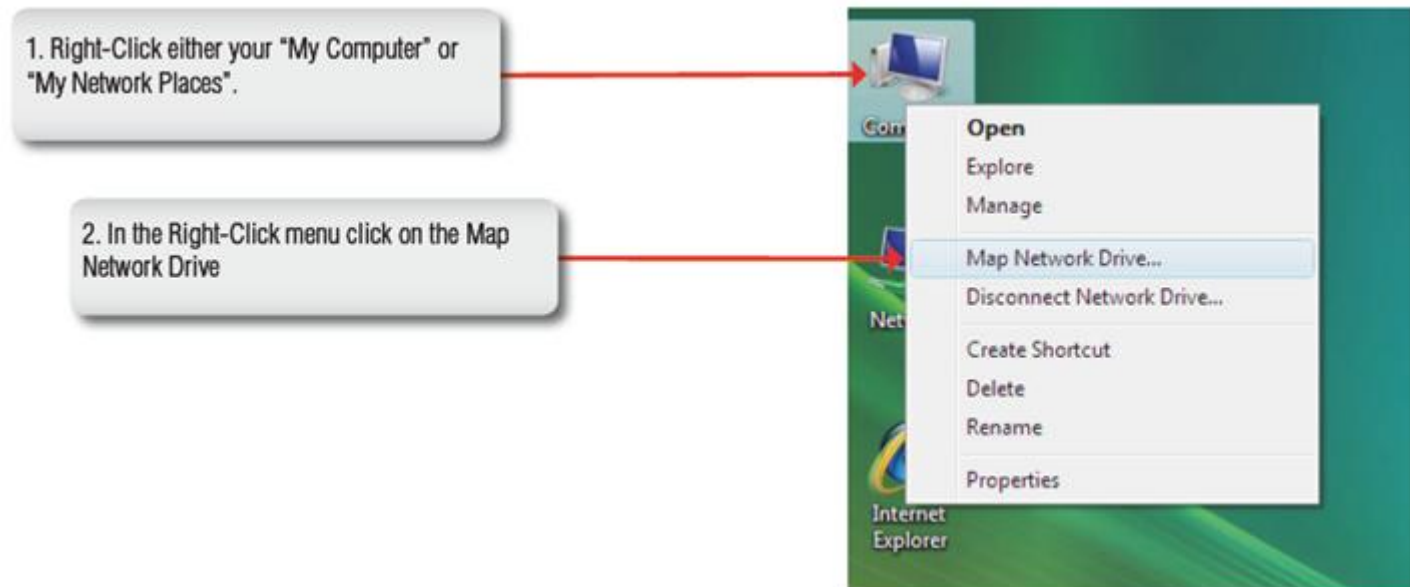 1. Right-Click either your “My Computer” or
“My Network Places”.
2. In the Right-Click menu click on the Map
Network Drive
Open
Explore
Manage
Map Network Drive...
Disconnect Network Drive...
Create Shortcut
Delete
Rename
Properties
Internet
Explorer